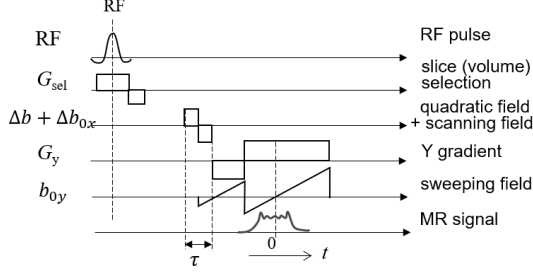 RF
RF
RF pulse
G_sel
slice (volume)
selection
Δb + Δb_0x
quadratic field
+ scanning field
G_y
Y gradient
b_0y
sweeping field
MR signal
0
t
τ